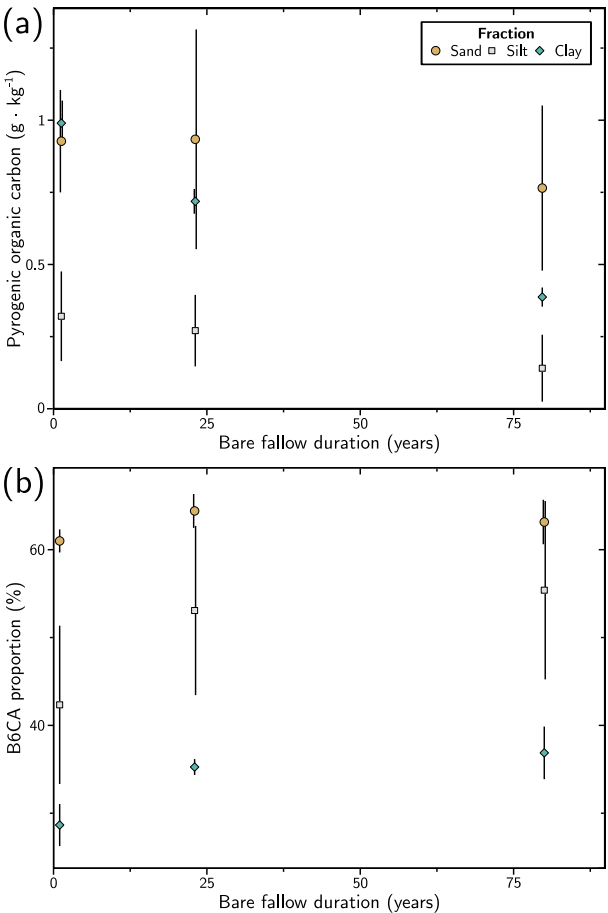 (a)
Fraction
Sand Silt Clay
Pyrogenic organic carbon (g · kg⁻¹)
1
0.5
0
0 25 50 75
Bare fallow duration (years)
(b)
B6CA proportion (%)
60
40
0 25 50 75
Bare fallow duration (years)